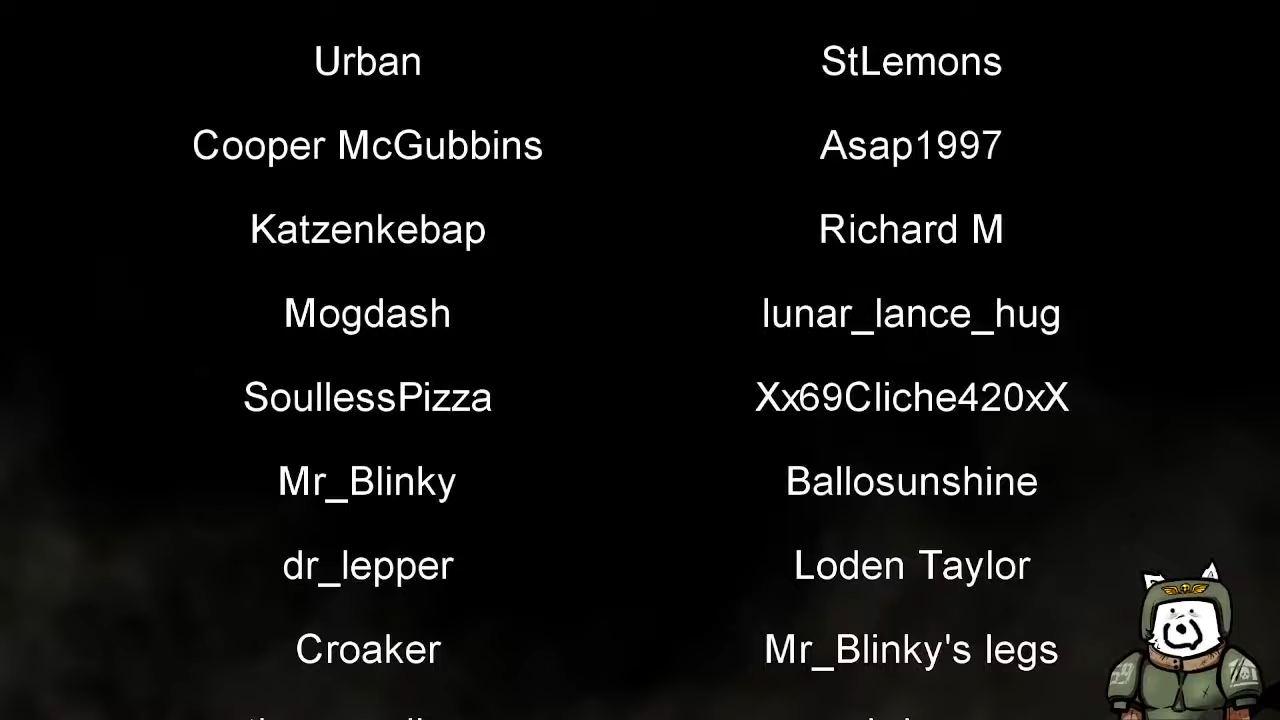 Urban
StLemons
Cooper McGubbins
Asap1997
Katzenkebap
Richard M
Mogdash
lunar_lance_hug
SoullessPizza
Xx69Cliche420xX
Mr_Blinky
Ballosunshine
dr_lepper
Loden Taylor
Croaker
Mr_Blinky's legs